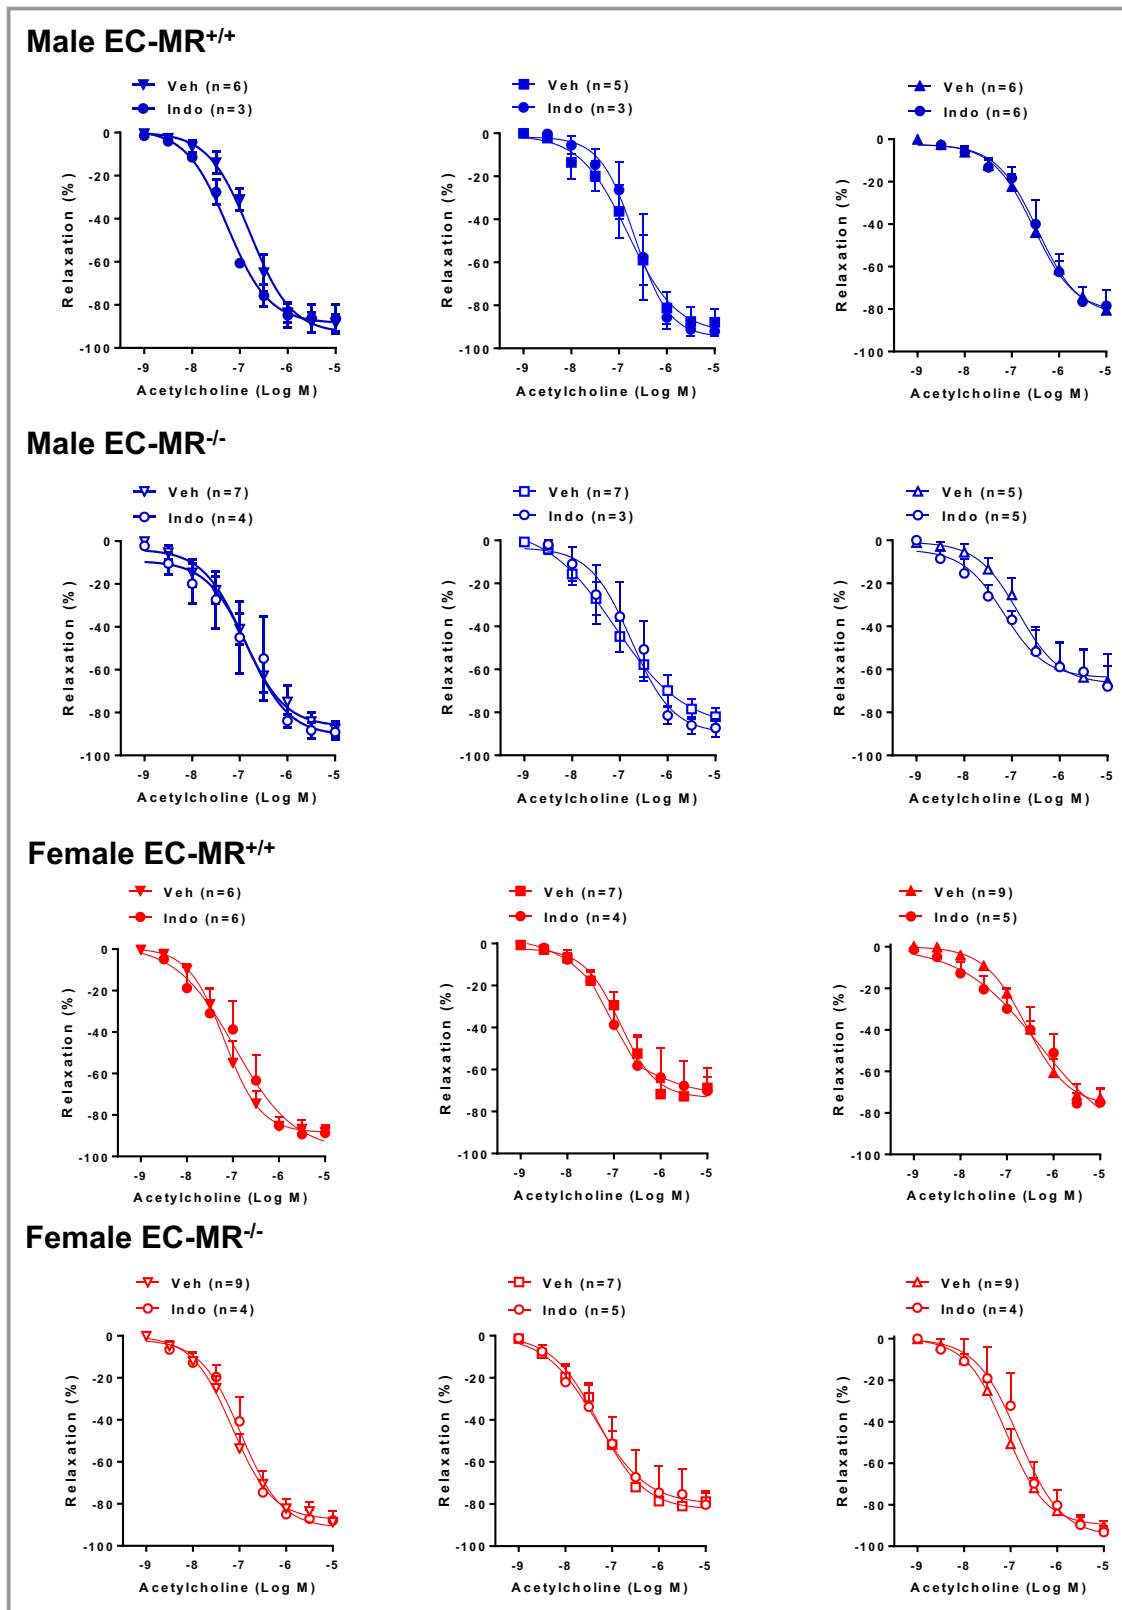 Male EC-MR+/+
Veh (n=6)
Indo (n=3)
Veh (n=5)
Indo (n=3)
Veh (n=6)
Indo (n=6)
0
-20
-40
-60
-80
-100
Relaxation (%)
-9 -8 -7 -6 -5
Acetylcholine (Log M)
0
-20
-40
-60
-80
-100
Relaxation (%)
-9 -8 -7 -6 -5
Acetylcholine (Log M)
0
-20
-40
-60
-80
-100
Relaxation (%)
-9 -8 -7 -6 -5
Acetylcholine (Log M)
Male EC-MR-/-
Veh (n=7)
Indo (n=4)
Veh (n=7)
Indo (n=3)
Veh (n=5)
Indo (n=5)
0
-20
-40
-60
-80
-100
Relaxation (%)
-9 -8 -7 -6 -5
Acetylcholine (Log M)
0
-20
-40
-60
-80
-100
Relaxation (%)
-9 -8 -7 -6 -5
Acetylcholine (Log M)
0
-20
-40
-60
-80
-100
Relaxation (%)
-9 -8 -7 -6 -5
Acetylcholine (Log M)
Female EC-MR+/+
Veh (n=6)
Indo (n=6)
Veh (n=7)
Indo (n=4)
Veh (n=9)
Indo (n=5)
0
-20
-40
-60
-80
-100
Relaxation (%)
-9 -8 -7 -6 -5
Acetylcholine (Log M)
0
-20
-40
-60
-80
-100
Relaxation (%)
-9 -8 -7 -6 -5
Acetylcholine (Log M)
0
-20
-40
-60
-80
-100
Relaxation (%)
-9 -8 -7 -6 -5
Acetylcholine (Log M)
Female EC-MR-/-
Veh (n=9)
Indo (n=4)
Veh (n=7)
Indo (n=5)
Veh (n=9)
Indo (n=4)
0
-20
-40
-60
-80
-100
Relaxation (%)
-9 -8 -7 -6 -5
Acetylcholine (Log M)
0
-20
-40
-60
-80
-100
Relaxation (%)
-9 -8 -7 -6 -5
Acetylcholine (Log M)
0
-20
-40
-60
-80
-100
Relaxation (%)
-9 -8 -7 -6 -5
Acetylcholine (Log M)